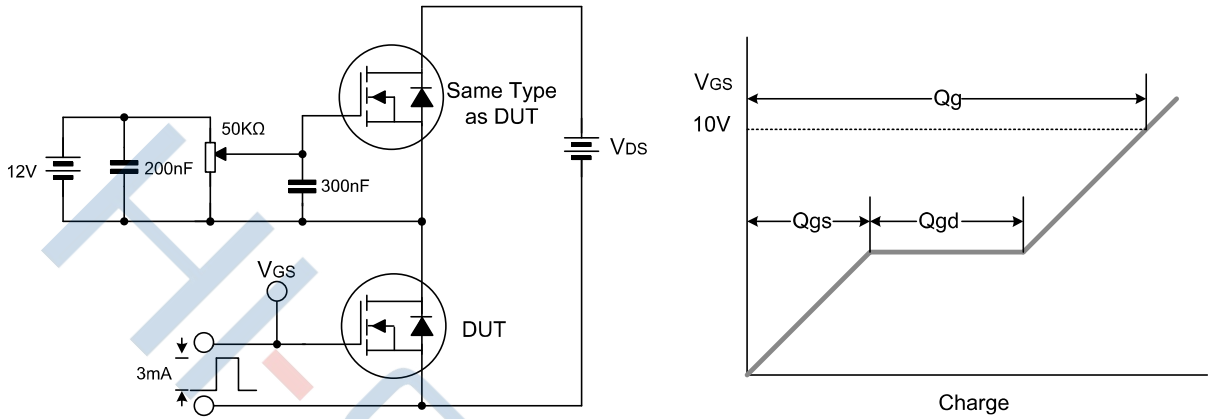 12V
200nF
50KΩ
300nF
Same Type
as DUT
VDS
VGS
DUT
3mA
VGS
10V
Qg
Qgs
Qgd
Charge